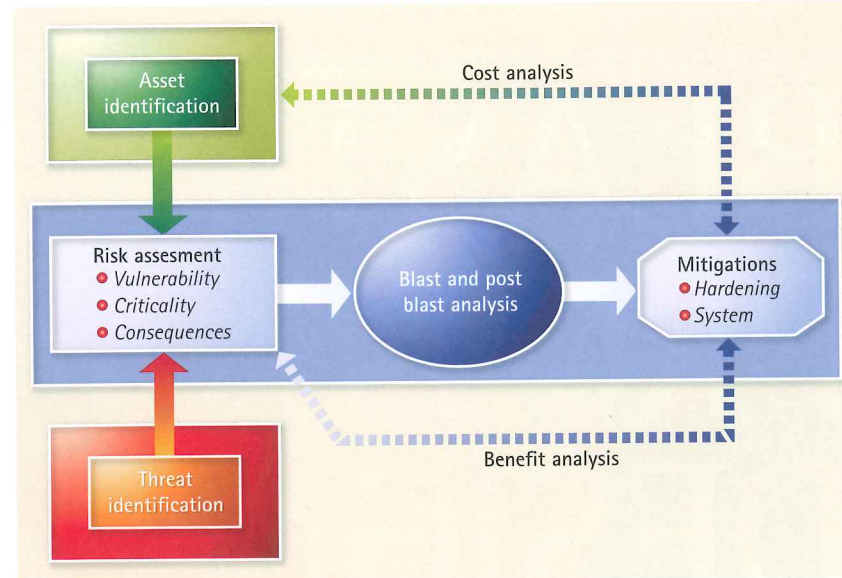 Asset
identification
Cost analysis
Risk assesment
Vulnerability
Criticality
Consequences
Blast and post
blast analysis
Mitigations
Hardening
System
Benefit analysis
Threat
identification